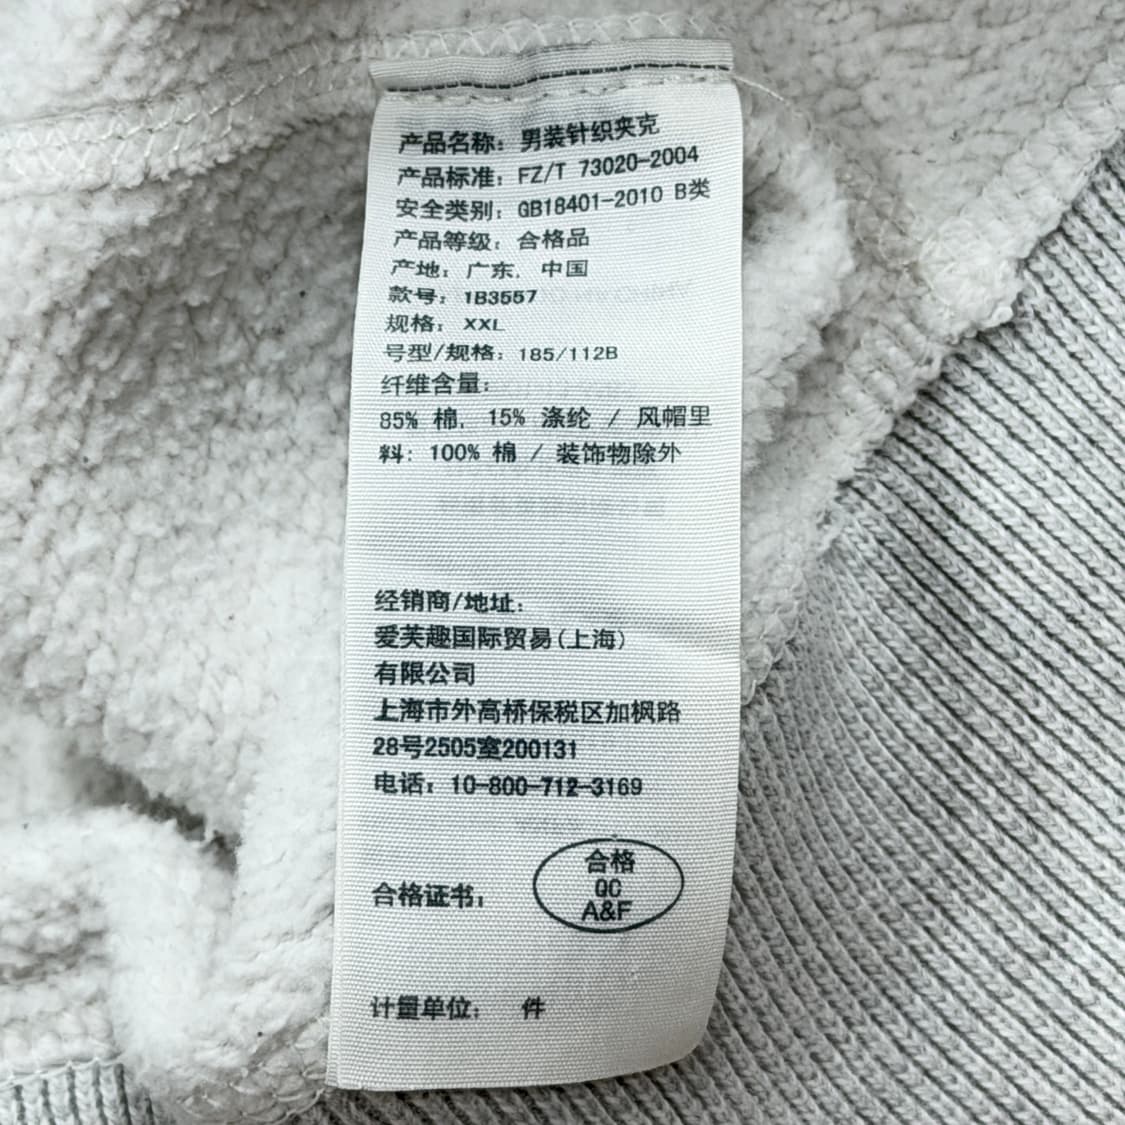 产品名称：男装针织夹克
产品标准：FZ/T 73020-2004
安全类别：GB18401-2010 B类
产品等级：合格品
产地：广东，中国
款号：1B3557
规格：XXL
号型/规格：185/112B
纤维含量：
85% 棉，15% 涤纶 / 风帽里
料：100% 棉 / 装饰物除外
经销商/地址：
爱芙趣国际贸易(上海)
有限公司
上海市外高桥保税区加枫路
28号2505室200131
电话：10-800-712-3169
合格
QC
A&F
合格证书：
计量单位： 件